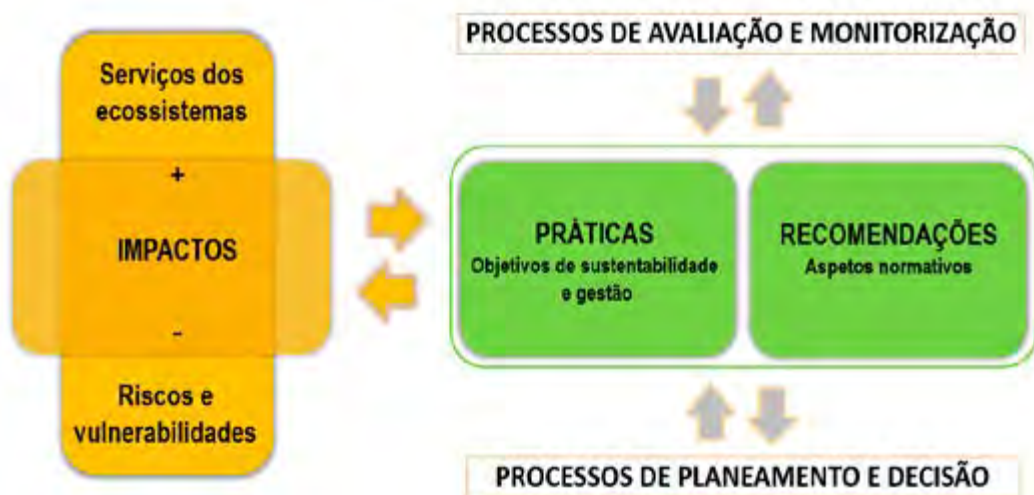 Serviços dos
ecossistemas
+
IMPACTOS
-
Riscos e
vulnerabilidades
PROCESSOS DE AVALIAÇÃO E MONITORIZAÇÃO
PRÁTICAS
Objetivos de sustentabilidade
e gestão
RECOMENDAÇÕES
Aspetos normativos
PROCESSOS DE PLANEAMENTO E DECISÃO